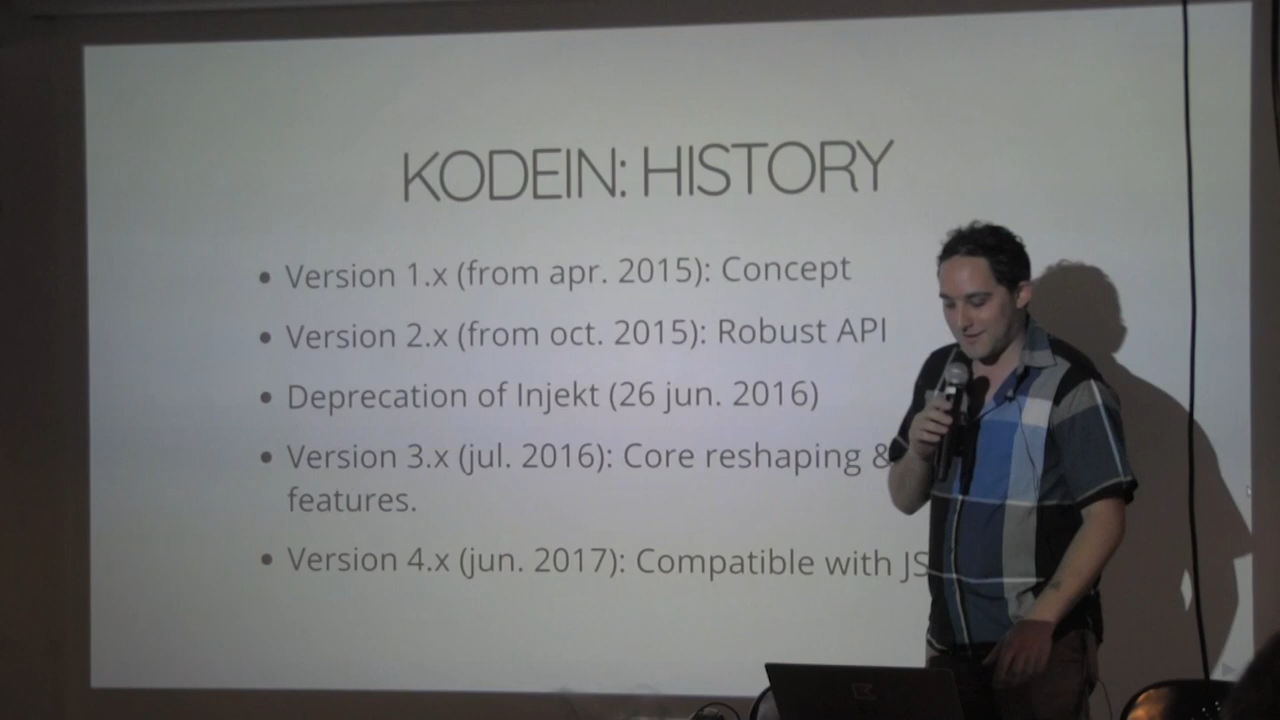 KODEIN: HISTORY
• Version 1.x (from apr. 2015): Concept
• Version 2.x (from oct. 2015): Robust API
• Deprecation of Injekt (26 jun. 2016)
• Version 3.x (jul. 2016): Core reshaping &
features.
• Version 4.x (jun. 2017): Compatible with JS